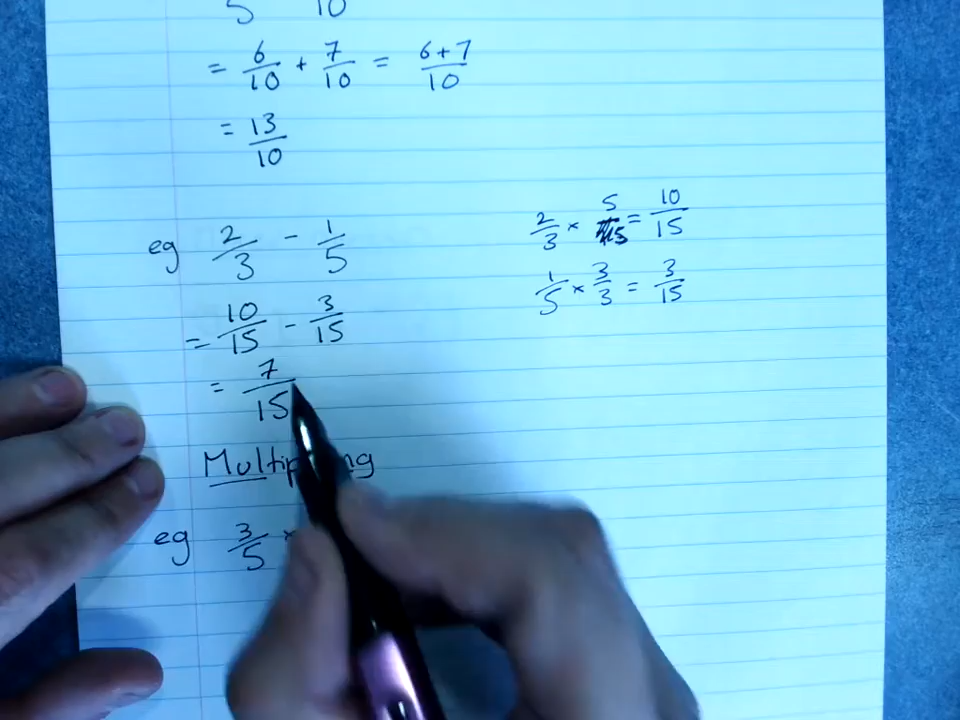 5 10
= 6/10 + 7/10 = 6+7/10
= 13/10
eg 2/3 - 1/5
2/3 × 5 = 10/15
1/5 × 3/3 = 3/15
= 10/15 - 3/15
= 7/15
eg 3/5 ×